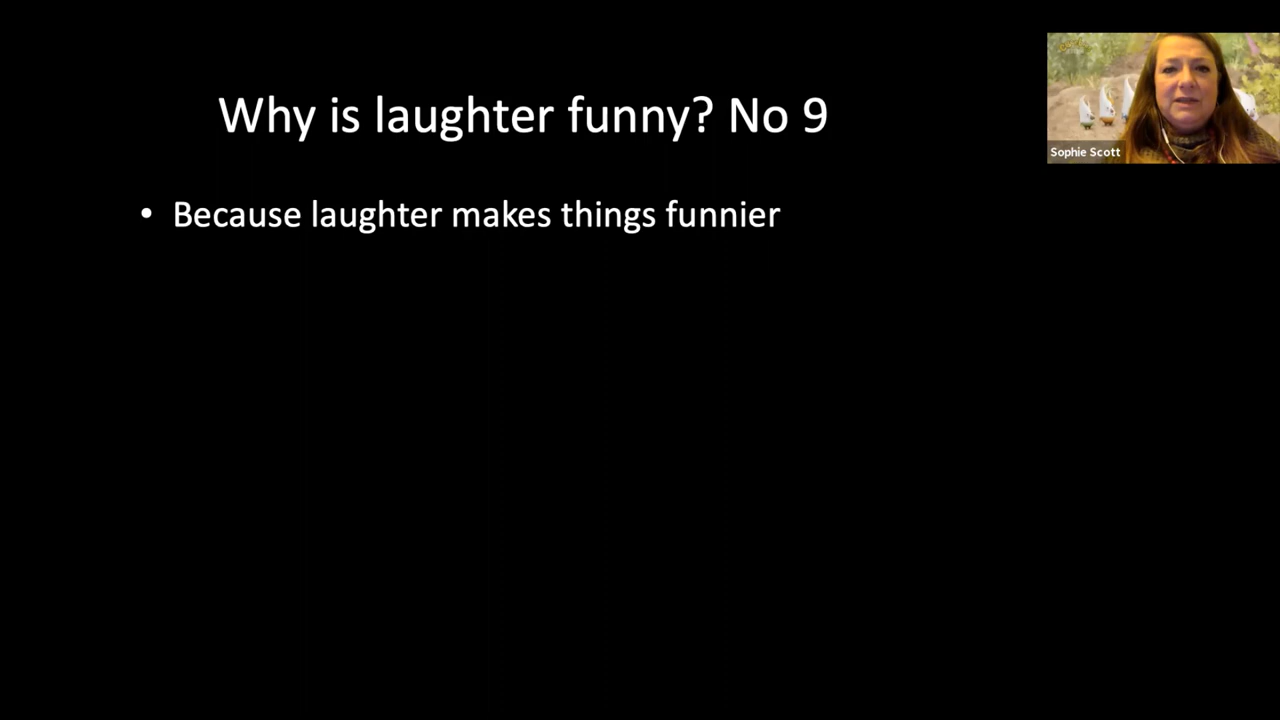 Why is laughter funny? No 9
• Because laughter makes things funnier
Sophie Scott